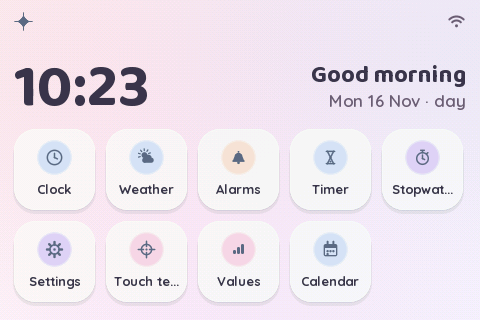 10:23
Good morning
Mon 16 Nov · day
Clock
Weather
Alarms
Timer
Stopwat...
Settings
Touch te...
Values
Calendar